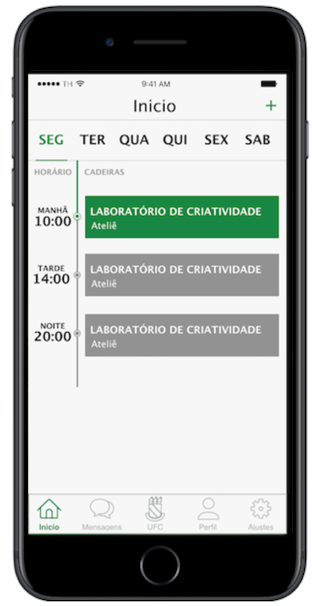 TH 9:41 AM
Inicio +
SEG TER QUA QUI SEX SAB
HORÁRIO CADEIRAS
MANHÃ
10:00
LABORATÓRIO DE CRIATIVIDADE
Ateliê
TARDE
14:00
LABORATÓRIO DE CRIATIVIDADE
Ateliê
NOITE
20:00
LABORATÓRIO DE CRIATIVIDADE
Ateliê
Inicio Mensagens UFC Perfil Ajustes